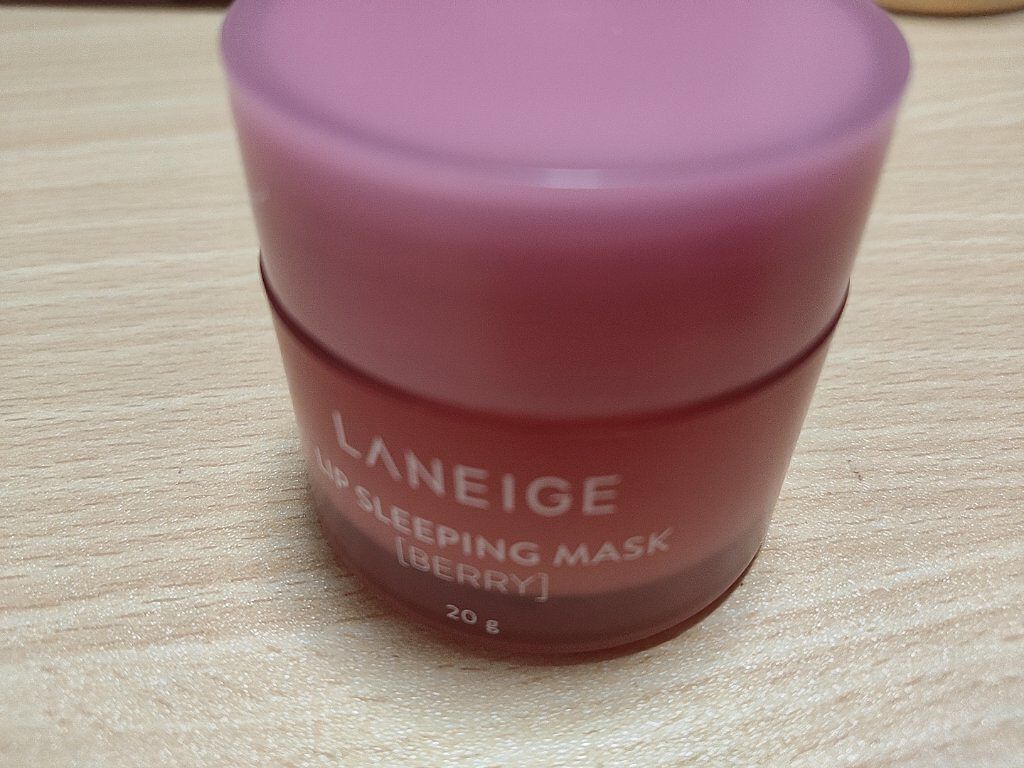 LANEIGE
LIP SLEEPING MASK
[BERRY]
20 g